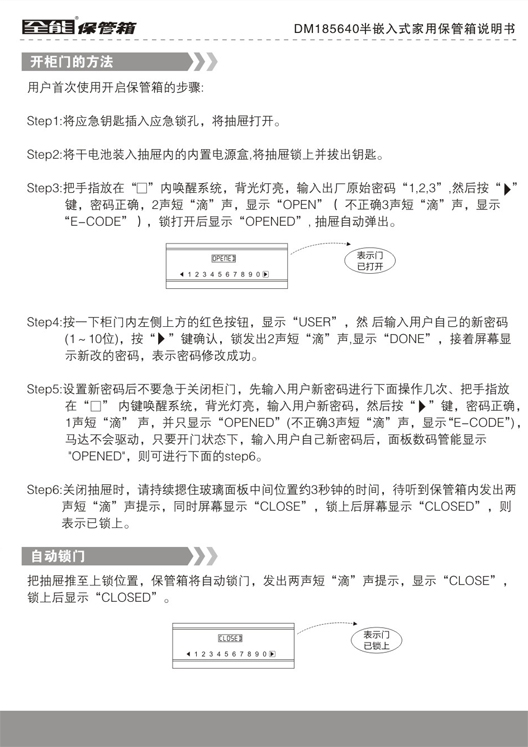 全能®保管箱
DM185640半嵌入式家用保管箱说明书
开柜门的方法
用户首次使用开启保管箱的步骤:
Step1:将应急钥匙插入应急锁孔，将抽屉打开。
Step2:将干电池装入抽屉内的内置电源盒,将抽屉锁上并拔出钥匙。
Step3:把手指放在“□”内唤醒系统，背光灯亮，输入出厂原始密码“1,2,3”,然后按“▶”
键，密码正确，2声短“滴”声，显示“OPEN”（ 不正确3声短“滴”声，显示
“E-CODE” ），锁打开后显示“OPENED”, 抽屉自动弹出。
OPENED
◀ 1 2 3 4 5 6 7 8 9 0 ▶
表示门
已打开
Step4:按一下柜门内左侧上方的红色按钮，显示“USER”，然 后输入用户自己的新密码
(1～10位)，按“▶”键确认，锁发出2声短“滴”声,显示“DONE”，接着屏幕显
示新改的密码，表示密码修改成功。
Step5:设置新密码后不要急于关闭柜门，先输入用户新密码进行下面操作几次、把手指放
在“□” 内键唤醒系统，背光灯亮，输入用户新密码，然后按“▶”键，密码正确，
1声短“滴” 声，并只显示“OPENED”(不正确3声短“滴”声，显示“E-CODE”)，
马达不会驱动，只要开门状态下，输入用户自己新密码后，面板数码管能显示
"OPENED"，则可进行下面的step6。
Step6:关闭抽屉时，请持续摁住玻璃面板中间位置约3秒钟的时间，待听到保管箱内发出两
声短“滴”声提示，同时屏幕显示“CLOSE”，锁上后屏幕显示“CLOSED”，则
表示已锁上。
自动锁门
把抽屉推至上锁位置，保管箱将自动锁门，发出两声短“滴”声提示，显示“CLOSE”，
锁上后显示“CLOSED”。
CLOSED
◀ 1 2 3 4 5 6 7 8 9 0 ▶
表示门
已锁上